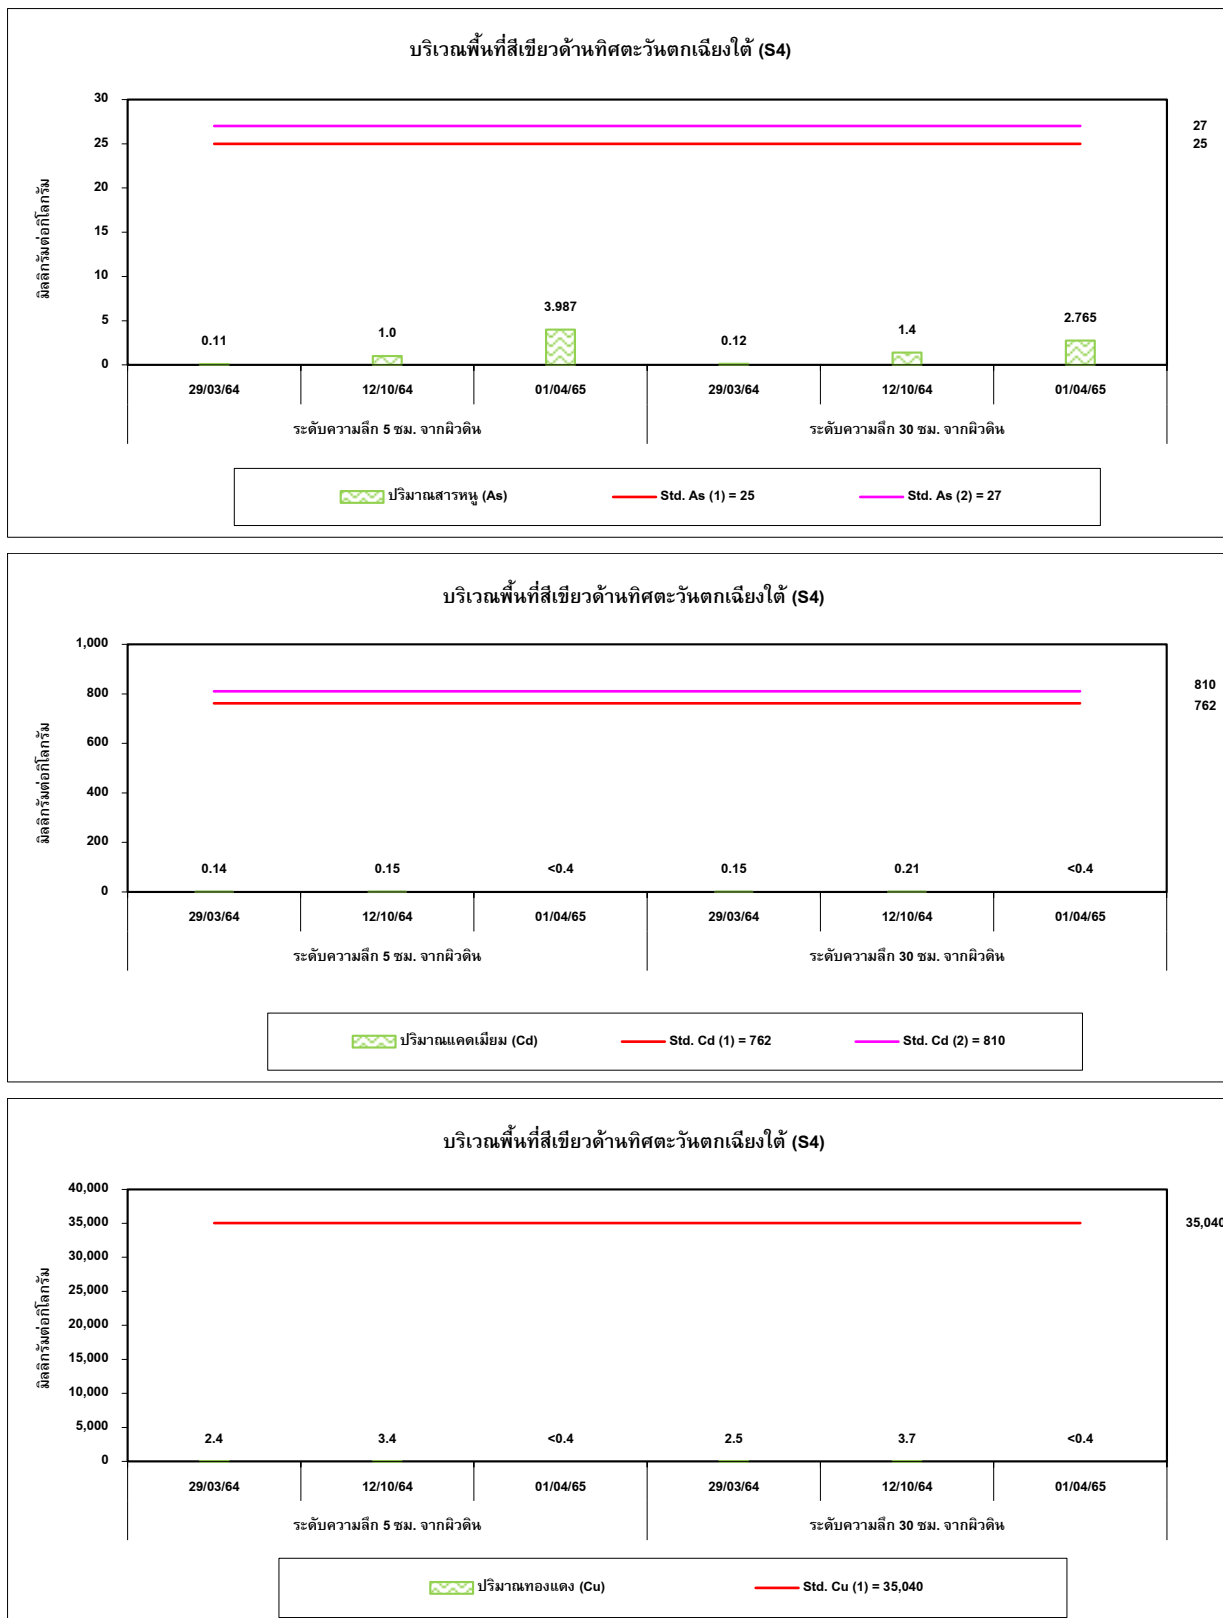 บริเวณพื้นที่สีเขียวด้านทิศตะวันตกเฉียงใต้ (S4)
30
25
20
15
10
5
0
มิลลิกรัมต่อกิโลกรัม
27
25
0.11 1.0 3.987 0.12 1.4 2.765
29/03/64 12/10/64 01/04/65 29/03/64 12/10/64 01/04/65
ระดับความลึก 5 ซม. จากผิวดิน ระดับความลึก 30 ซม. จากผิวดิน
ปริมาณสารหนู (As) Std. As (1) = 25 Std. As (2) = 27
บริเวณพื้นที่สีเขียวด้านทิศตะวันตกเฉียงใต้ (S4)
1,000
800
600
400
200
0
มิลลิกรัมต่อกิโลกรัม
810
762
0.14 0.15 <0.4 0.15 0.21 <0.4
29/03/64 12/10/64 01/04/65 29/03/64 12/10/64 01/04/65
ระดับความลึก 5 ซม. จากผิวดิน ระดับความลึก 30 ซม. จากผิวดิน
ปริมาณแคดเมียม (Cd) Std. Cd (1) = 762 Std. Cd (2) = 810
บริเวณพื้นที่สีเขียวด้านทิศตะวันตกเฉียงใต้ (S4)
40,000
35,000
30,000
25,000
20,000
15,000
10,000
5,000
0
มิลลิกรัมต่อกิโลกรัม
35,040
2.4 3.4 <0.4 2.5 3.7 <0.4
29/03/64 12/10/64 01/04/65 29/03/64 12/10/64 01/04/65
ระดับความลึก 5 ซม. จากผิวดิน ระดับความลึก 30 ซม. จากผิวดิน
ปริมาณทองแดง (Cu) Std. Cu (1) = 35,040